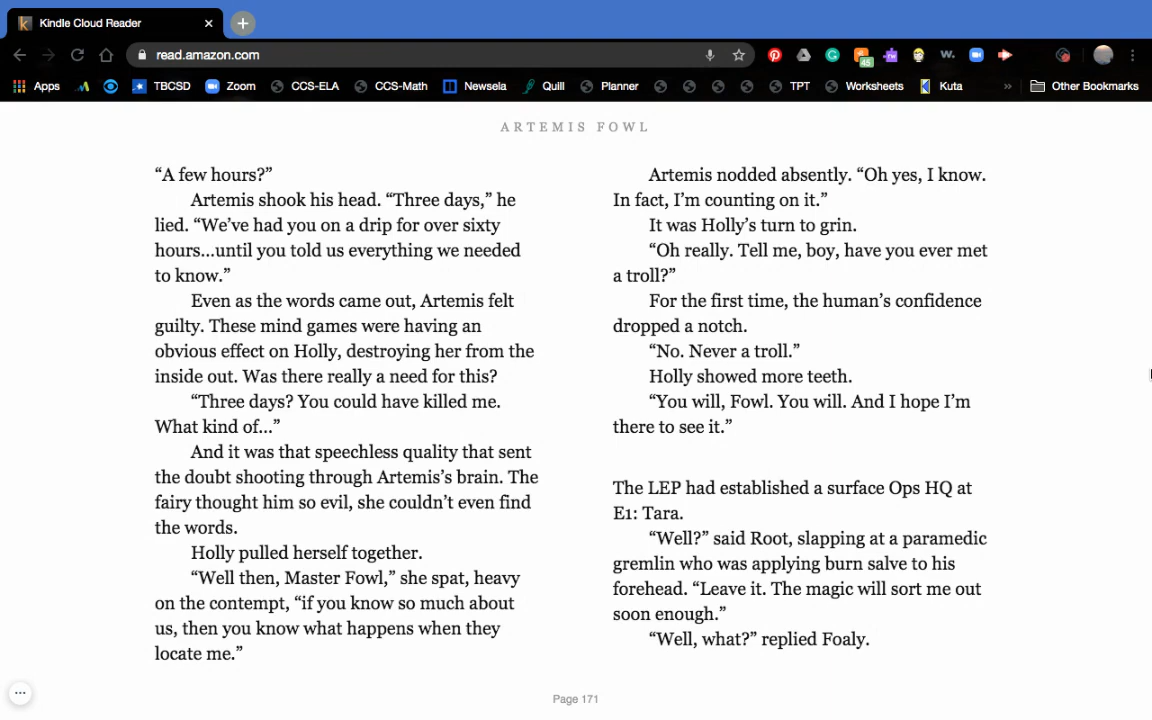 Kindle Cloud Reader
read.amazon.com
45
w.
Apps TBCSD Zoom CCS-ELA CCS-Math Newsela Quill Planner TPT Worksheets Kuta » Other Bookmarks
ARTEMIS FOWL
“A few hours?”
Artemis shook his head. “Three days,” he
lied. “We’ve had you on a drip for over sixty
hours...until you told us everything we needed
to know.”
Even as the words came out, Artemis felt
guilty. These mind games were having an
obvious effect on Holly, destroying her from the
inside out. Was there really a need for this?
“Three days? You could have killed me.
What kind of...”
And it was that speechless quality that sent
the doubt shooting through Artemis’s brain. The
fairy thought him so evil, she couldn’t even find
the words.
Holly pulled herself together.
“Well then, Master Fowl,” she spat, heavy
on the contempt, “if you know so much about
us, then you know what happens when they
locate me.”
Artemis nodded absently. “Oh yes, I know.
In fact, I’m counting on it.”
It was Holly’s turn to grin.
“Oh really. Tell me, boy, have you ever met
a troll?”
For the first time, the human’s confidence
dropped a notch.
“No. Never a troll.”
Holly showed more teeth.
“You will, Fowl. You will. And I hope I’m
there to see it.”
The LEP had established a surface Ops HQ at
E1: Tara.
“Well?” said Root, slapping at a paramedic
gremlin who was applying burn salve to his
forehead. “Leave it. The magic will sort me out
soon enough.”
“Well, what?” replied Foaly.
Page 171